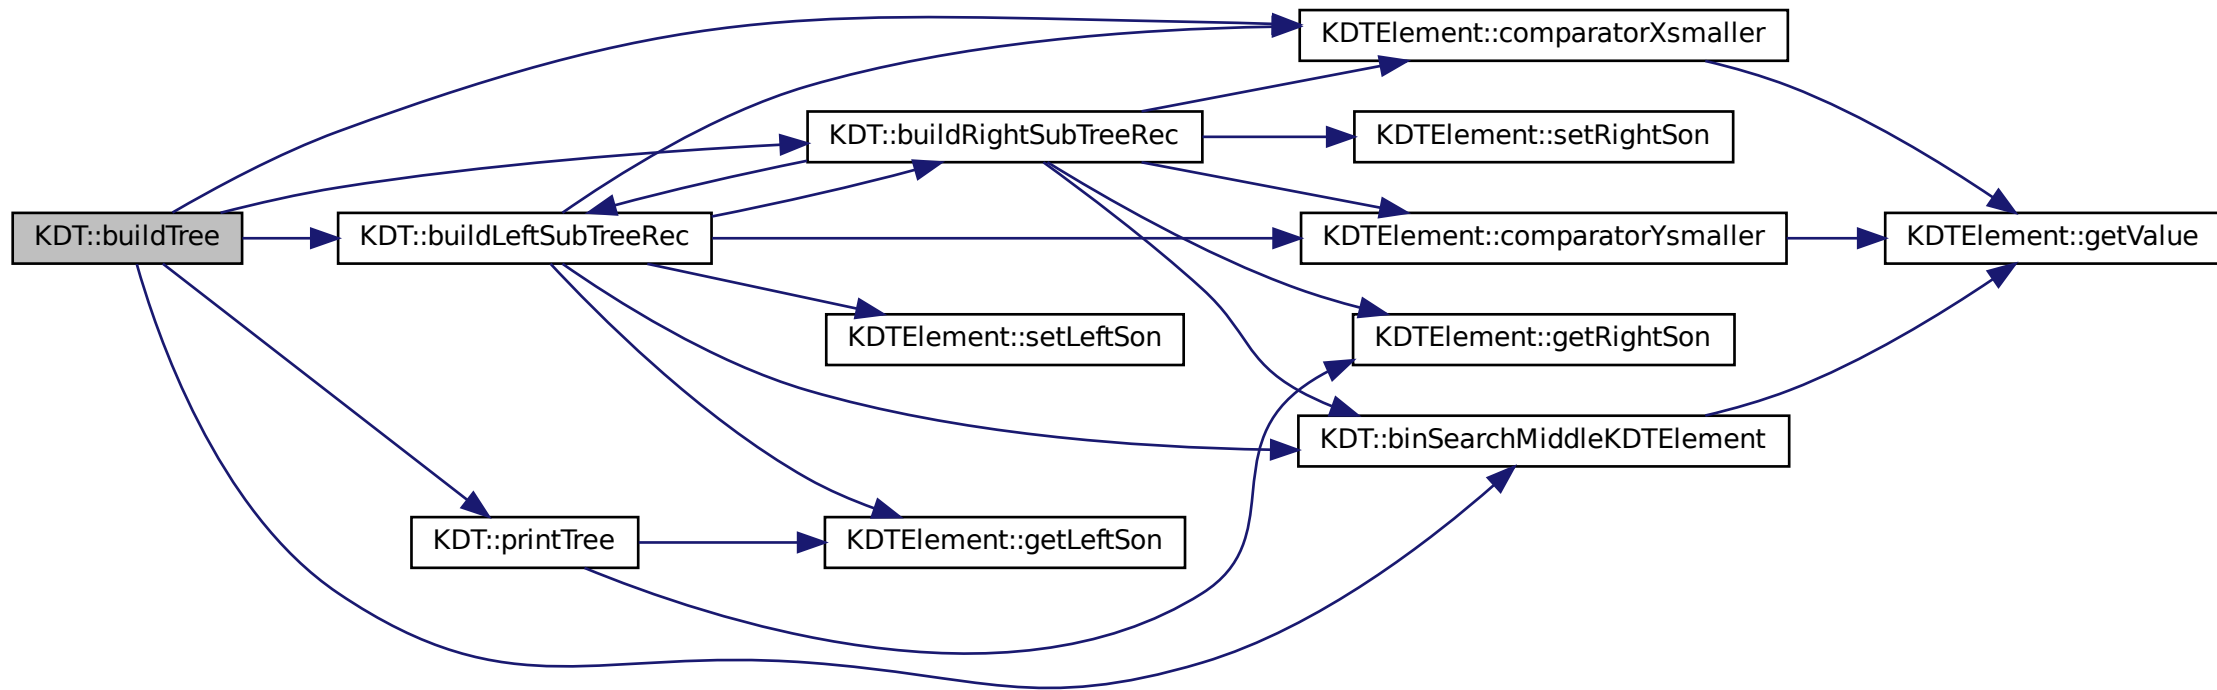 KDTElement::comparatorXsmaller
KDT::buildRightSubTreeRec
KDTElement::setRightSon
KDT::buildTree
KDT::buildLeftSubTreeRec
KDTElement::comparatorYsmaller
KDTElement::getValue
KDTElement::setLeftSon
KDTElement::getRightSon
KDT::binSearchMiddleKDTElement
KDT::printTree
KDTElement::getLeftSon